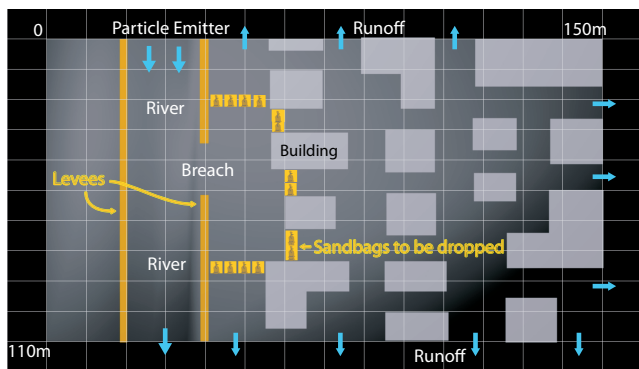 0
Particle Emitter
Runoff
150m
River
Breach
Building
Levees
Sandbags to be dropped
River
110m
Runoff